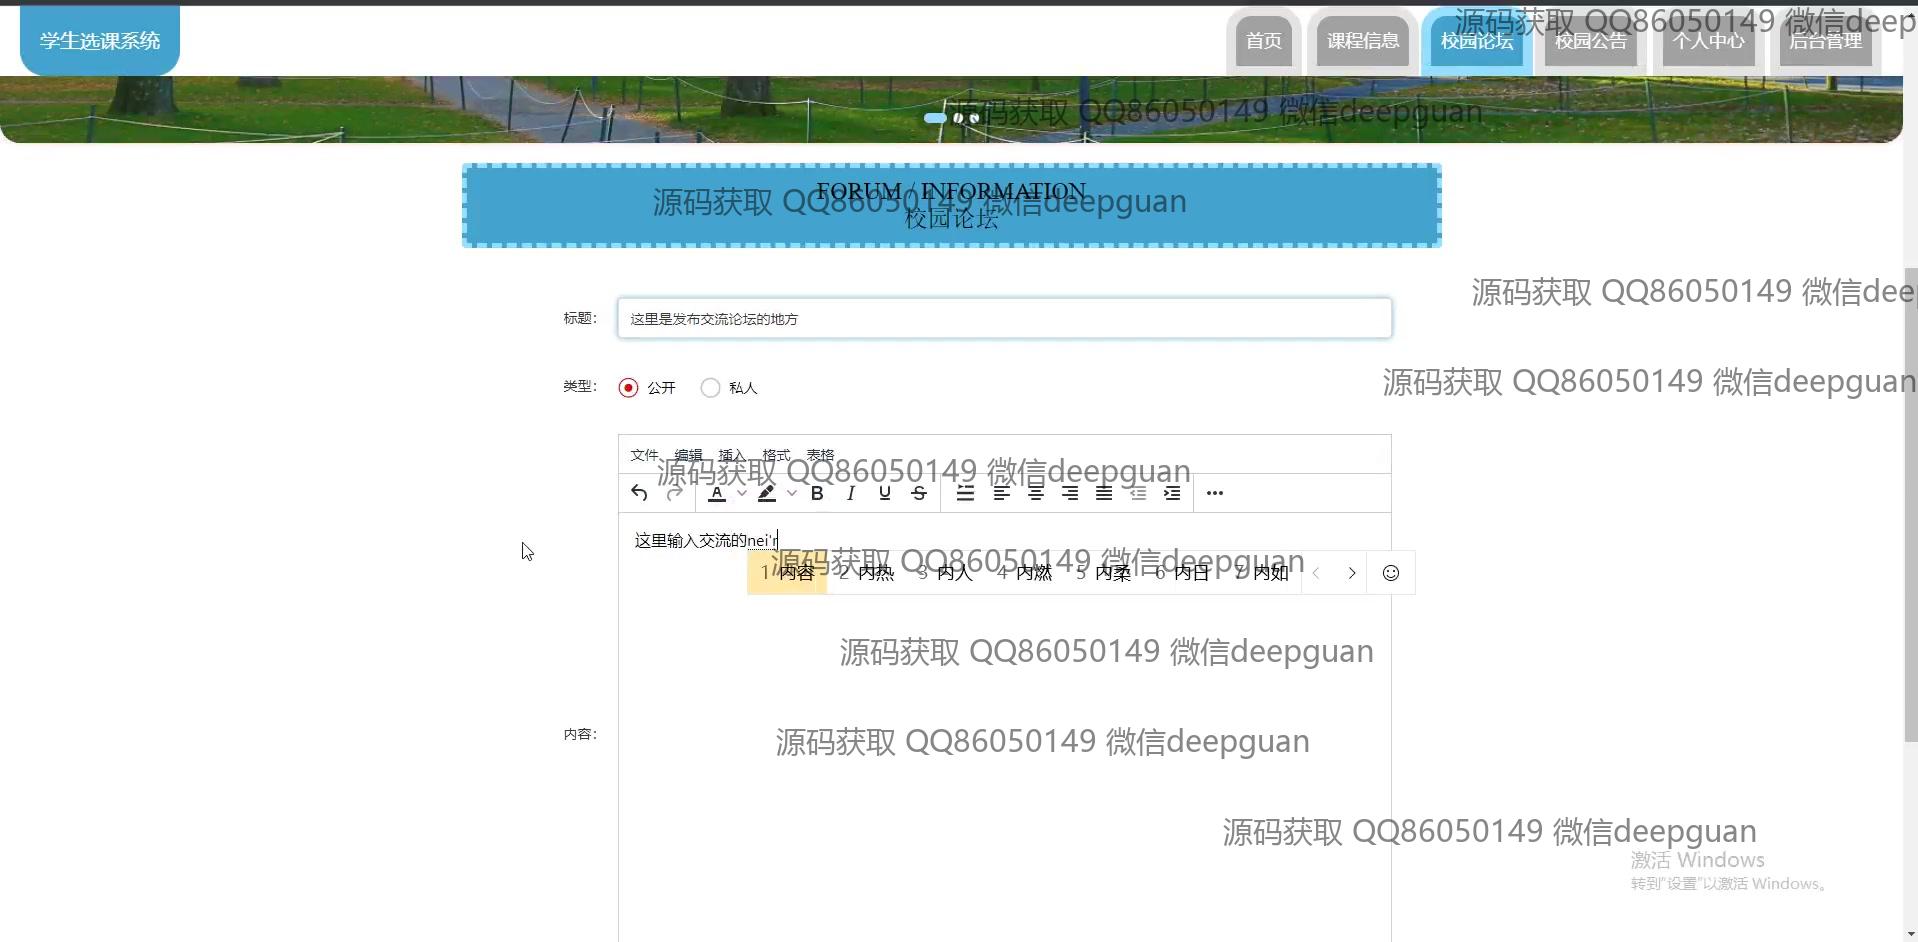 学生选课系统
首页
课程信息
校园论坛
校园公告
个人中心
后台管理
源码获取 QQ86050149 微信deep
源码获取 QQ86050149 微信deepguan
FORUM / INFORMATION
校园论坛
源码获取 QQ86050149 微信deepguan
源码获取 QQ86050149 微信deep
标题：
这里是发布交流论坛的地方
类型：
公开
私人
源码获取 QQ86050149 微信deepguan
文件 编辑 插入 格式 表格
源码获取 QQ86050149 微信deepguan
这里输入交流的nei'r
源码获取 QQ86050149 微信deepguan
1 内容 2 内热 3 内人 4 内燃 5 内柔 6 内日 7 内如
源码获取 QQ86050149 微信deepguan
内容：
源码获取 QQ86050149 微信deepguan
源码获取 QQ86050149 微信deepguan
激活 Windows
转到"设置"以激活 Windows。